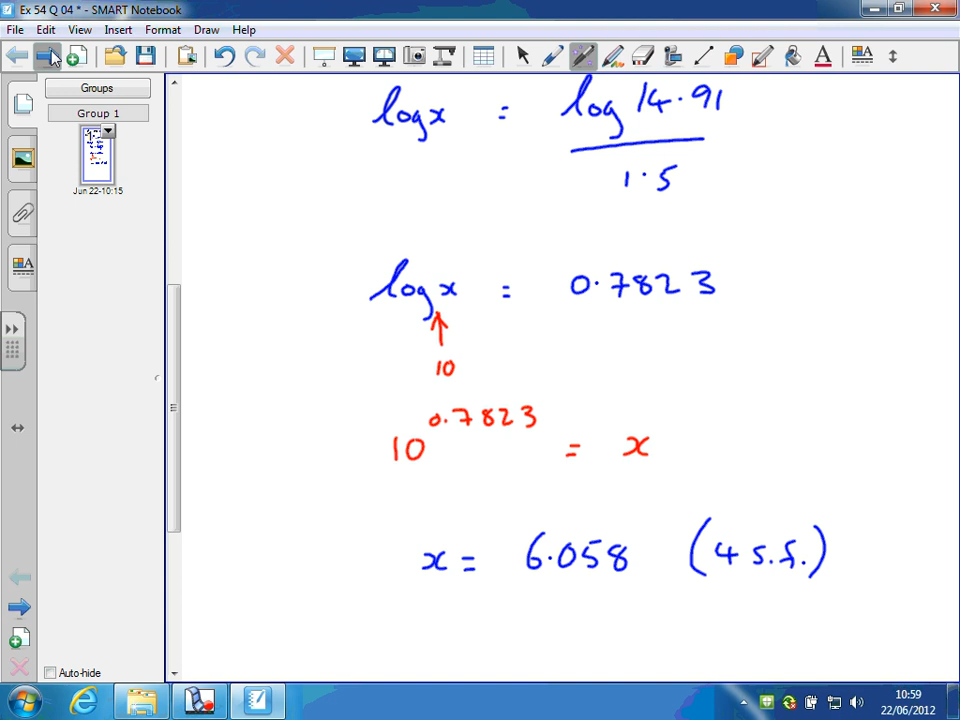 Ex 54 Q 04 * - SMART Notebook
File Edit View Insert Format Draw Help
Groups
Group 1
Jun 22-10:15
log x = log 14.91
1.5
log x = 0.7823
10
10^0.7823 = x
x = 6.058 (4 s.f.)
Auto-hide
10:59
22/06/2012